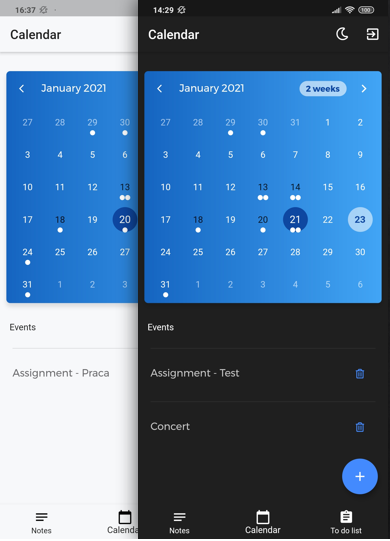 16:37
Calendar
January 2021
27 28 29 30
3 4 5 6
10 11 12 13
17 18 19 20
24 25 26 27
31 1 2 3
Events
Assignment - Praca
Notes
Calenda
14:29
100
Calendar
January 2021
2 weeks
27 28 29 30 31 1 2
3 4 5 6 7 8 9
10 11 12 13 14 15 16
17 18 19 20 21 22 23
24 25 26 27 28 29 30
31 1 2 3 4 5 6
Events
Assignment - Test
Concert
+
Notes
Calendar
To do list